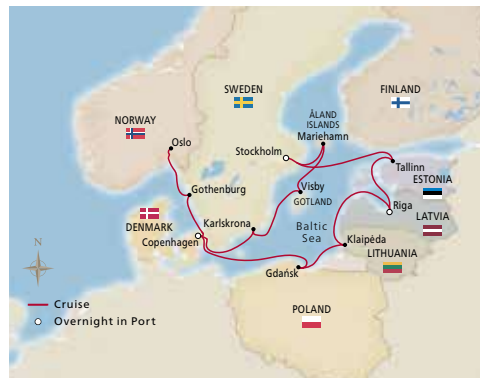 SWEDEN
FINLAND
NORWAY
ÅLAND
ISLANDS
Mariehamn
Oslo
Stockholm
Tallinn
ESTONIA
Gothenburg
Visby
GOTLAND
Riga
DENMARK
Karlskrona
LATVIA
Copenhagen
Baltic
Sea
Klaipėda
N
LITHUANIA
Gdańsk
Cruise
POLAND
Overnight in Port